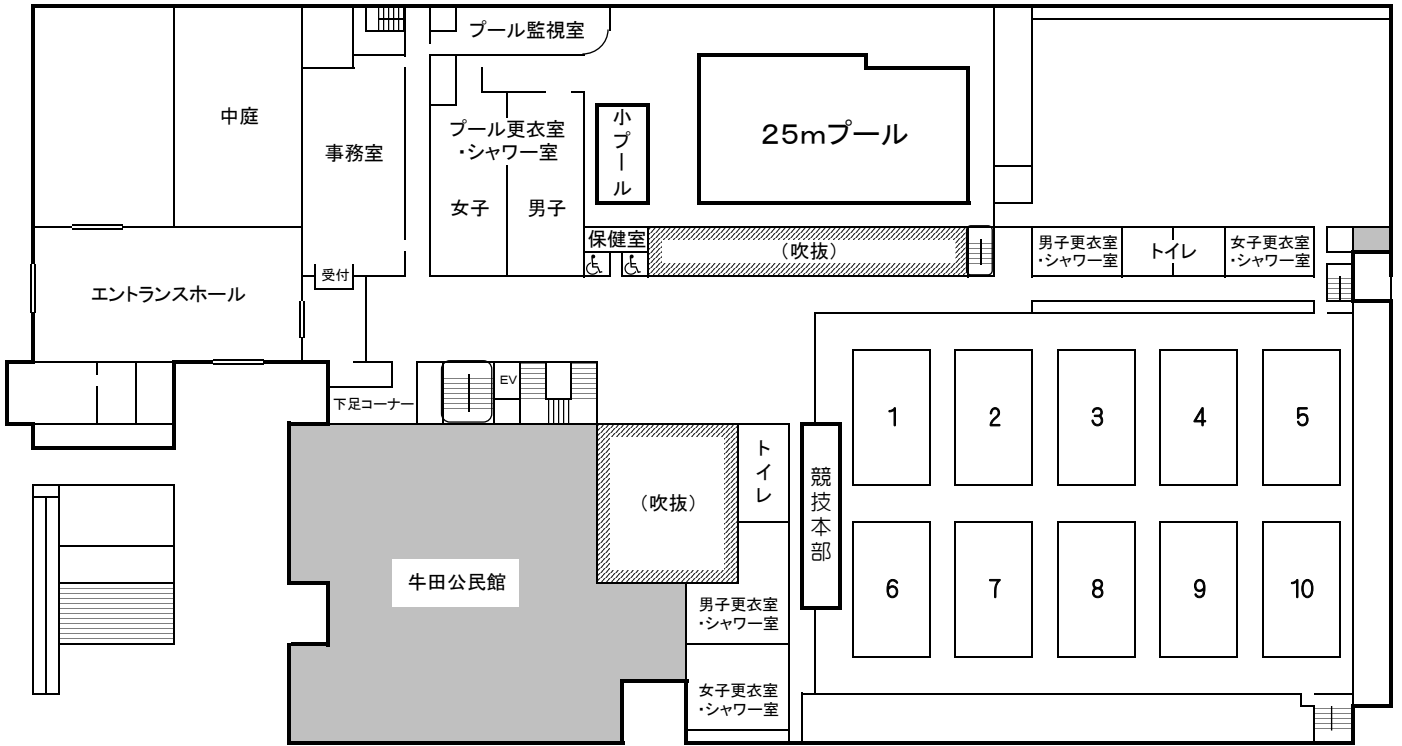 プール監視室
中庭
事務室
プール更衣室
・シャワー室
女子
男子
小プール
25mプール
保健室
（吹抜）
男子更衣室
・シャワー室
トイレ
女子更衣室
・シャワー室
受付
エントランスホール
EV
下足コーナー
1
2
3
4
5
トイレ
（吹抜）
競技本部
牛田公民館
6
7
8
9
10
男子更衣室
・シャワー室
女子更衣室
・シャワー室